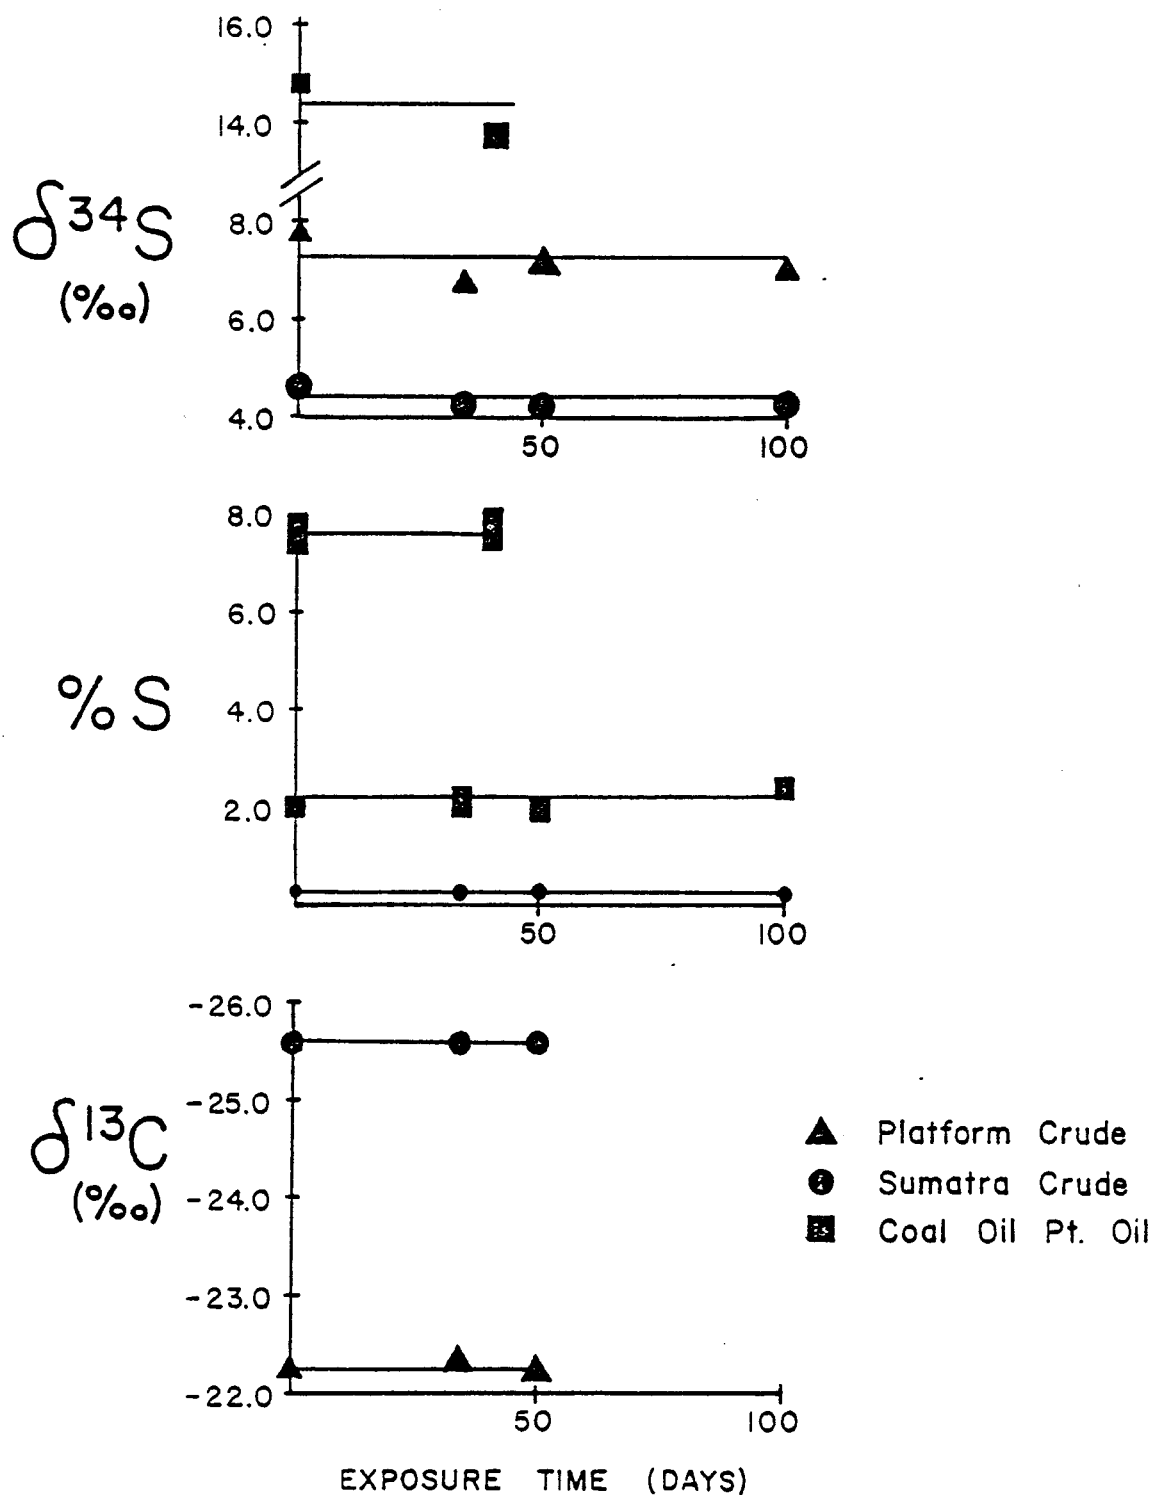 16.0
14.0
δ34S
(‰)
8.0
6.0
4.0
50 100
8.0
6.0
% S
4.0
2.0
50 100
-26.0
-25.0
δ13C
(‰)
-24.0
-23.0
-22.0
50 100
Platform Crude
Sumatra Crude
Coal Oil Pt. Oil
EXPOSURE TIME (DAYS)